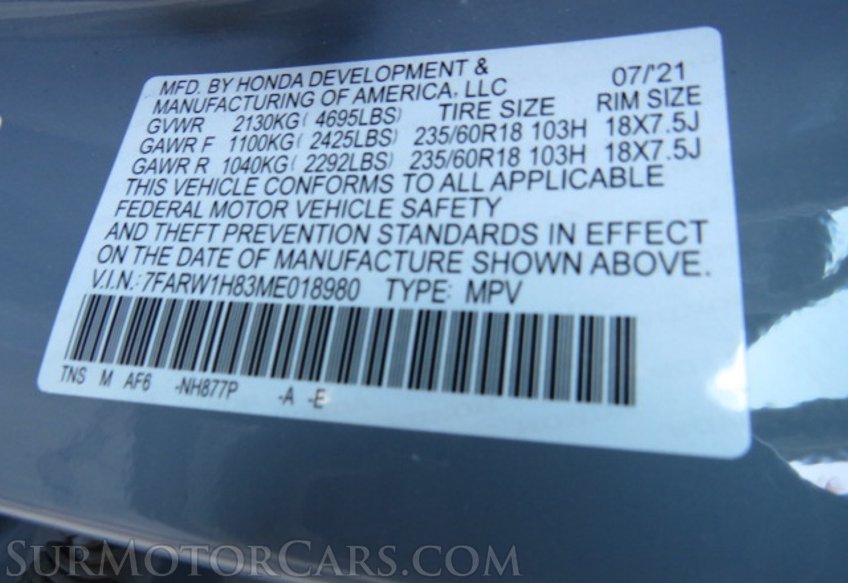 MFD. BY HONDA DEVELOPMENT & 07/'21
MANUFACTURING OF AMERICA, LLC TIRE SIZE RIM SIZE
GVWR 2130KG( 4695LBS)
GAWR F 1100KG( 2425LBS) 235/60R18 103H 18X7.5J
GAWR R 1040KG( 2292LBS) 235/60R18 103H 18X7.5J
THIS VEHICLE CONFORMS TO ALL APPLICABLE
FEDERAL MOTOR VEHICLE SAFETY
AND THEFT PREVENTION STANDARDS IN EFFECT
ON THE DATE OF MANUFACTURE SHOWN ABOVE.
V.I.N.:7FARW1H83ME018980 TYPE: MPV
TNS M AF6 -NH877P -A -E
SURMOTORCARS.COM